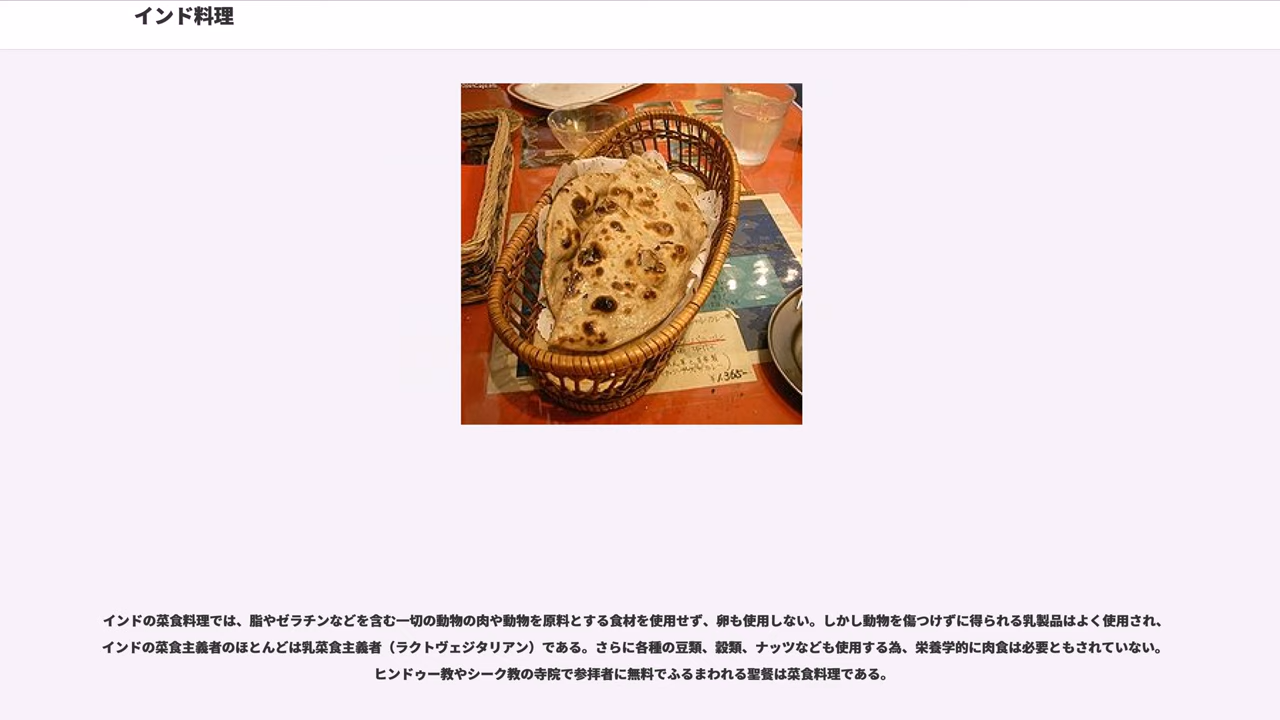 インド料理
¥1,365-
インドの菜食料理では、脂やゼラチンなどを含む一切の動物の肉や動物を原料とする食材を使用せず、卵も使用しない。しかし動物を傷つけずに得られる乳製品はよく使用され、
インドの菜食主義者のほとんどは乳菜食主義者（ラクトヴェジタリアン）である。さらに各種の豆類、穀類、ナッツなども使用する為、栄養学的に肉食は必要ともされていない。
ヒンドゥー教やシーク教の寺院で参拝者に無料でふるまわれる聖餐は菜食料理である。